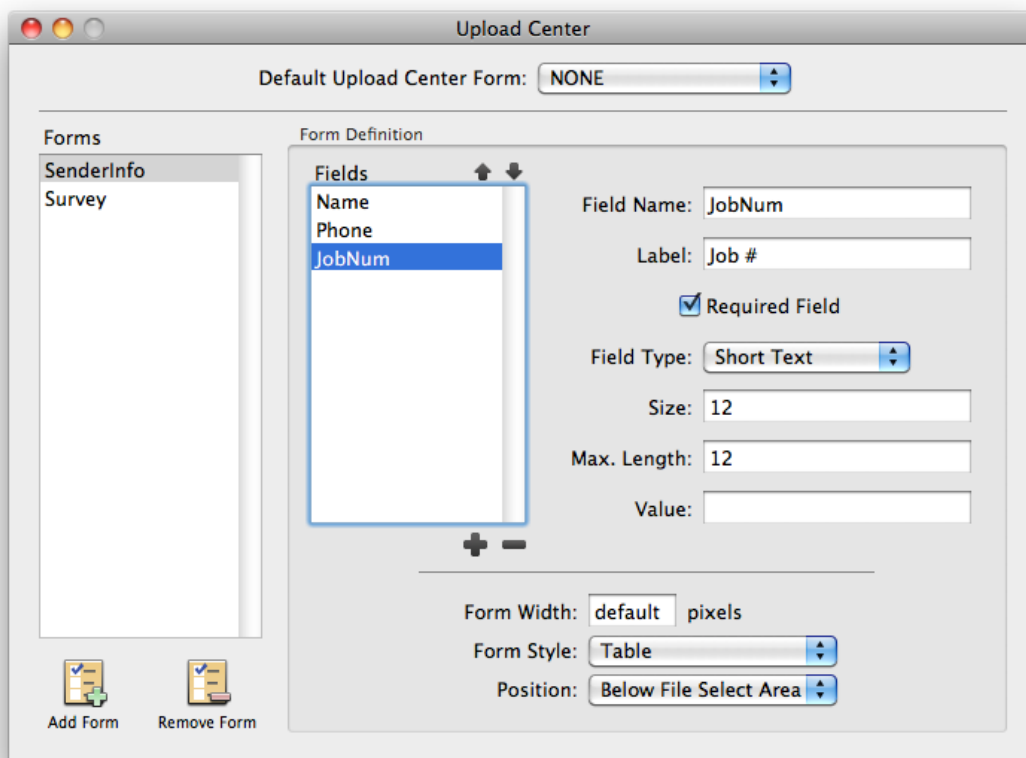 Upload Center
Default Upload Center Form: NONE
Forms
SenderInfo
Survey
Add Form
Remove Form
Form Definition
Fields
Name
Phone
JobNum
Field Name: JobNum
Label: Job #
Required Field
Field Type: Short Text
Size: 12
Max. Length: 12
Value:
Form Width: default pixels
Form Style: Table
Position: Below File Select Area